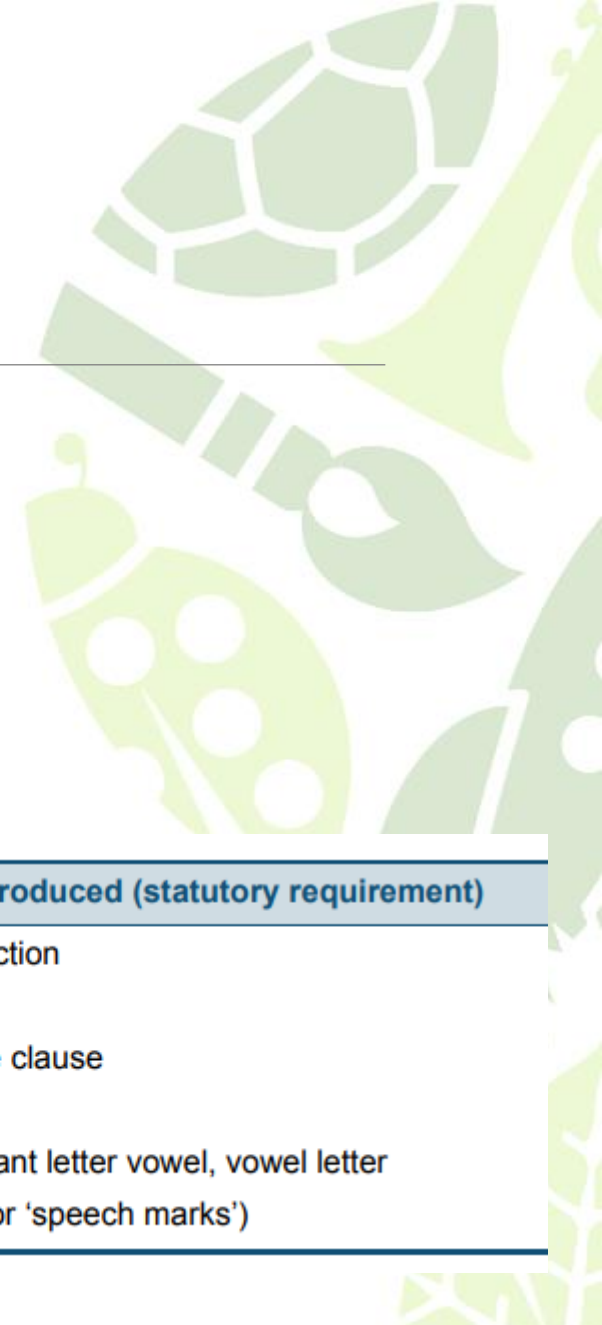 roduced (statutory requirement)
ction
clause
ant letter vowel, vowel letter
or ‘speech marks’)